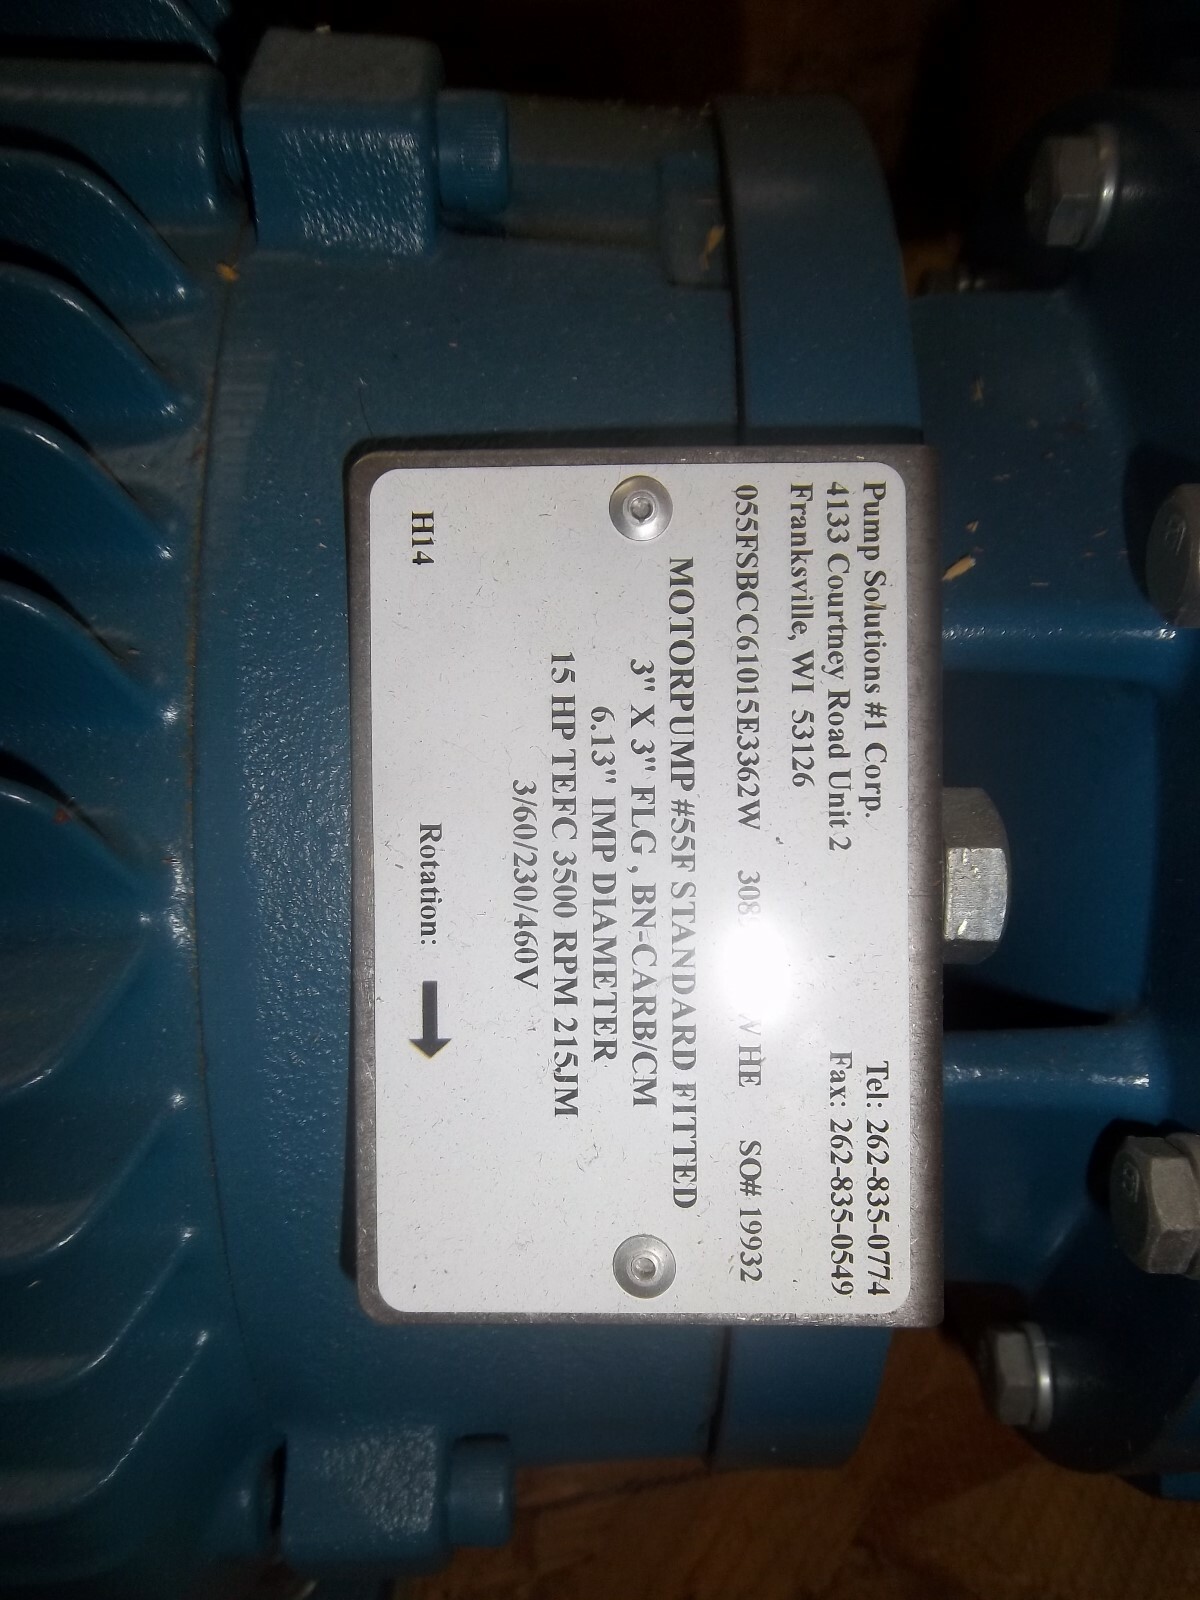 Pump Solutions #1 Corp. Tel: 262-835-0774
4133 Courtney Road Unit 2 Fax: 262-835-0549
Franksville, WI 53126
055FSBCC61015E3362W HE SO# 19932
MOTORPUMP #55F STANDARD FITTED
3" X 3" FLG , BN-CARB/CM
6.13" IMP DIAMETER
15 HP TEFC 3500 RPM 215JM
3/60/230/460V
H14 Rotation: